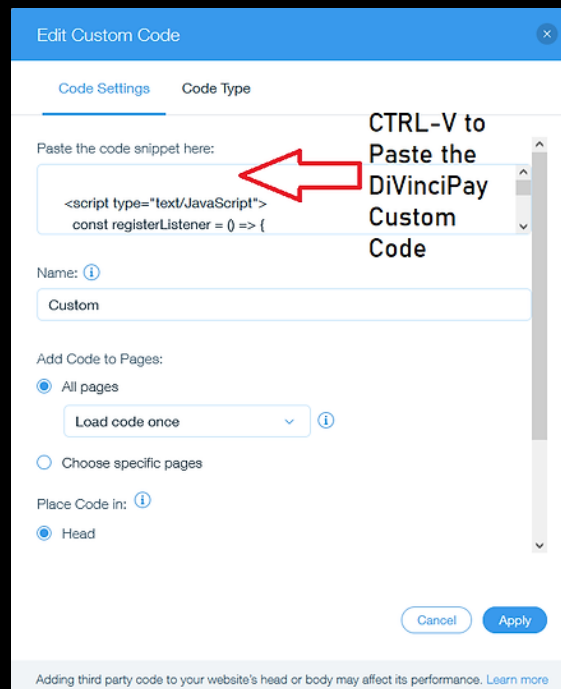 Edit Custom Code
Code Settings Code Type
CTRL-V to
Paste the
DiVinciPay
Custom
Code
Paste the code snippet here:
<script type="text/JavaScript">
const registerListener = () => {
Name:
Custom
Add Code to Pages:
All pages
Load code once
Choose specific pages
Place Code in:
Head
Cancel Apply
Adding third party code to your website's head or body may affect its performance. Learn more